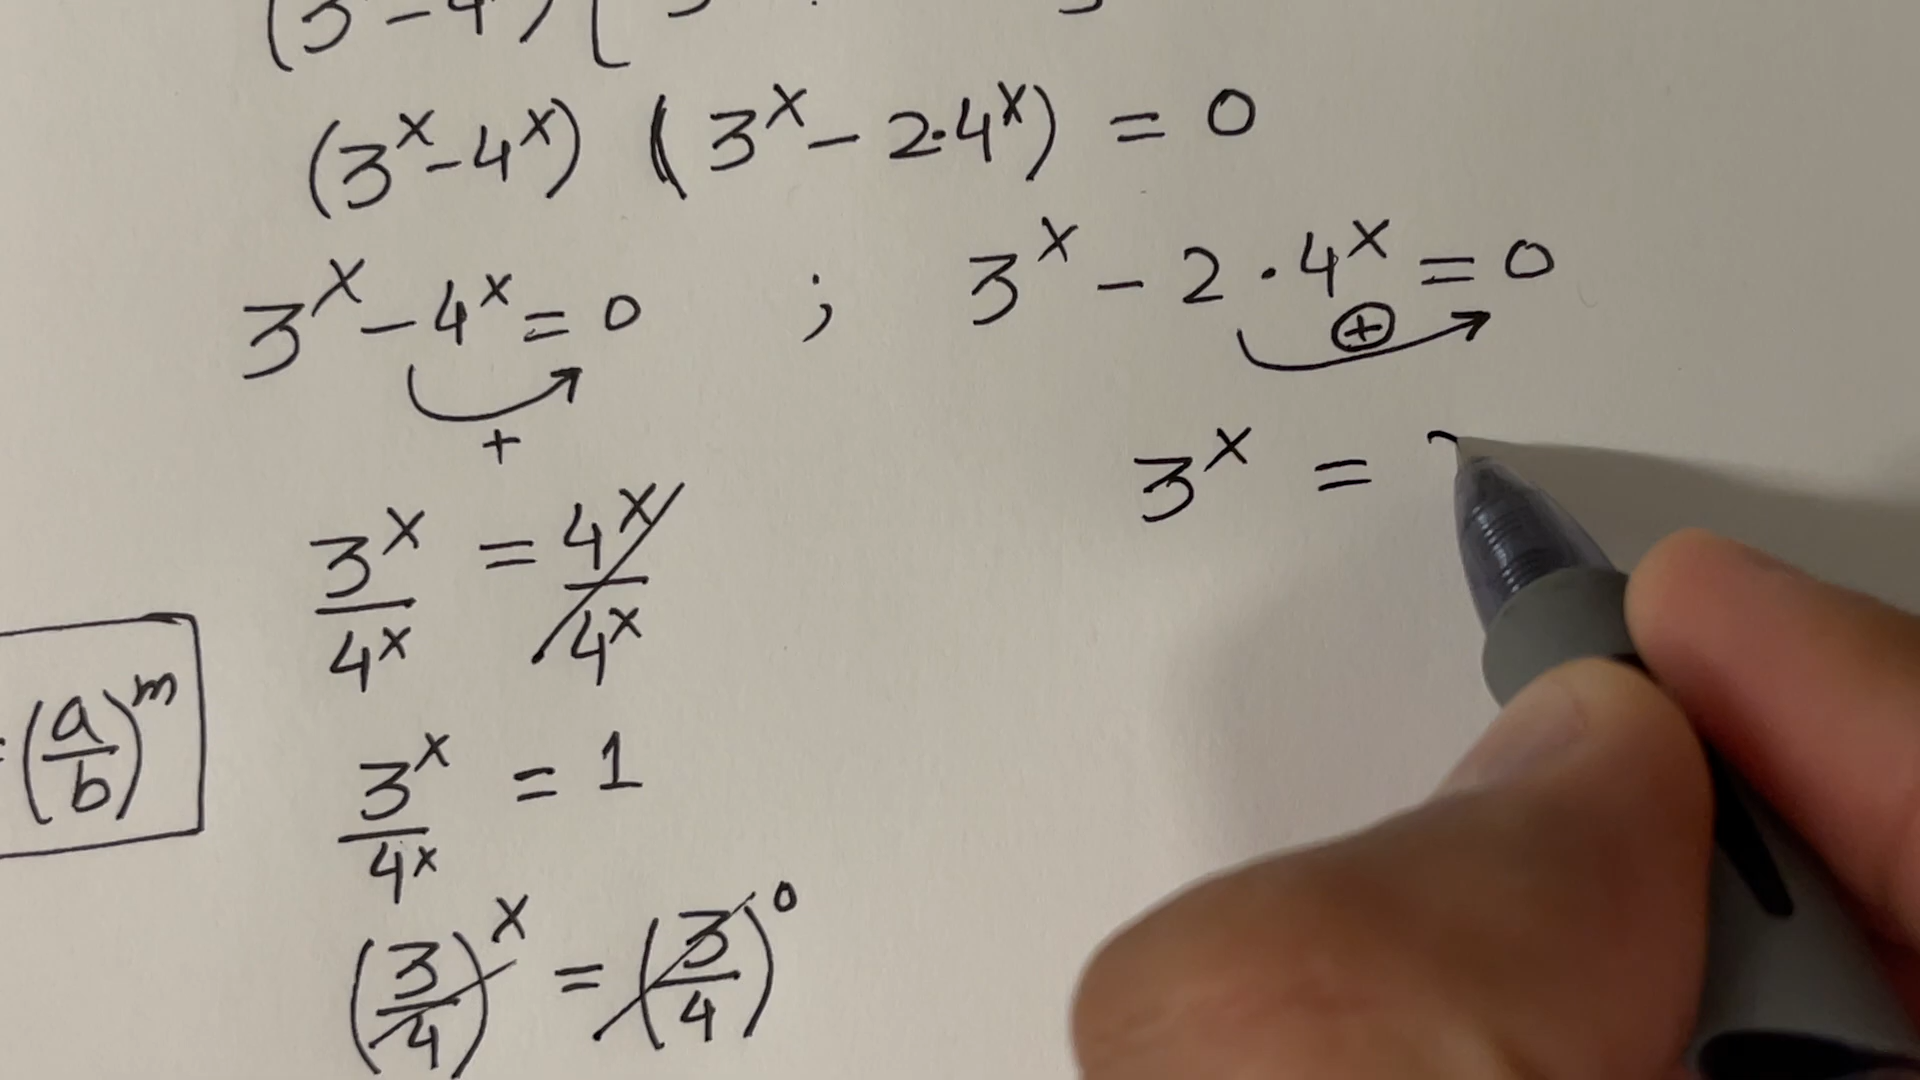 (3^x - 4^x) (3^x - 2·4^x) = 0
3^x - 4^x = 0 ; 3^x - 2·4^x = 0
+ ⊕
3^x/4^x = 4^x/4^x
3^x =
3^x/4^x = 1
= (a/b)^m
(3/4)^x = (3/4)^0